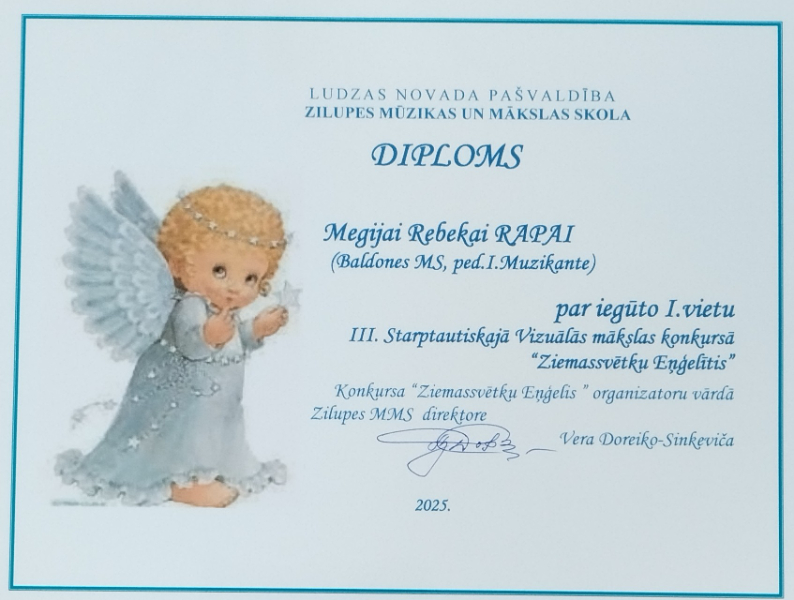 LUDZAS NOVADA PAŠVALDĪBA
ZILUPES MŪZIKAS UN MĀKSLAS SKOLA
DIPLOMS
Megijai Rebekai RAPAI
(Baldones MS, ped.I.Muzikante)
par iegūto I.vietu
III. Starptautiskajā Vizuālās mākslas konkursā
“Ziemassvētku Eņģelītis”
Konkursa “Ziemassvētku Eņģelis ” organizatoru vārdā
Zilupes MMS direktore
Vera Doreiko-Sinkeviča
2025.